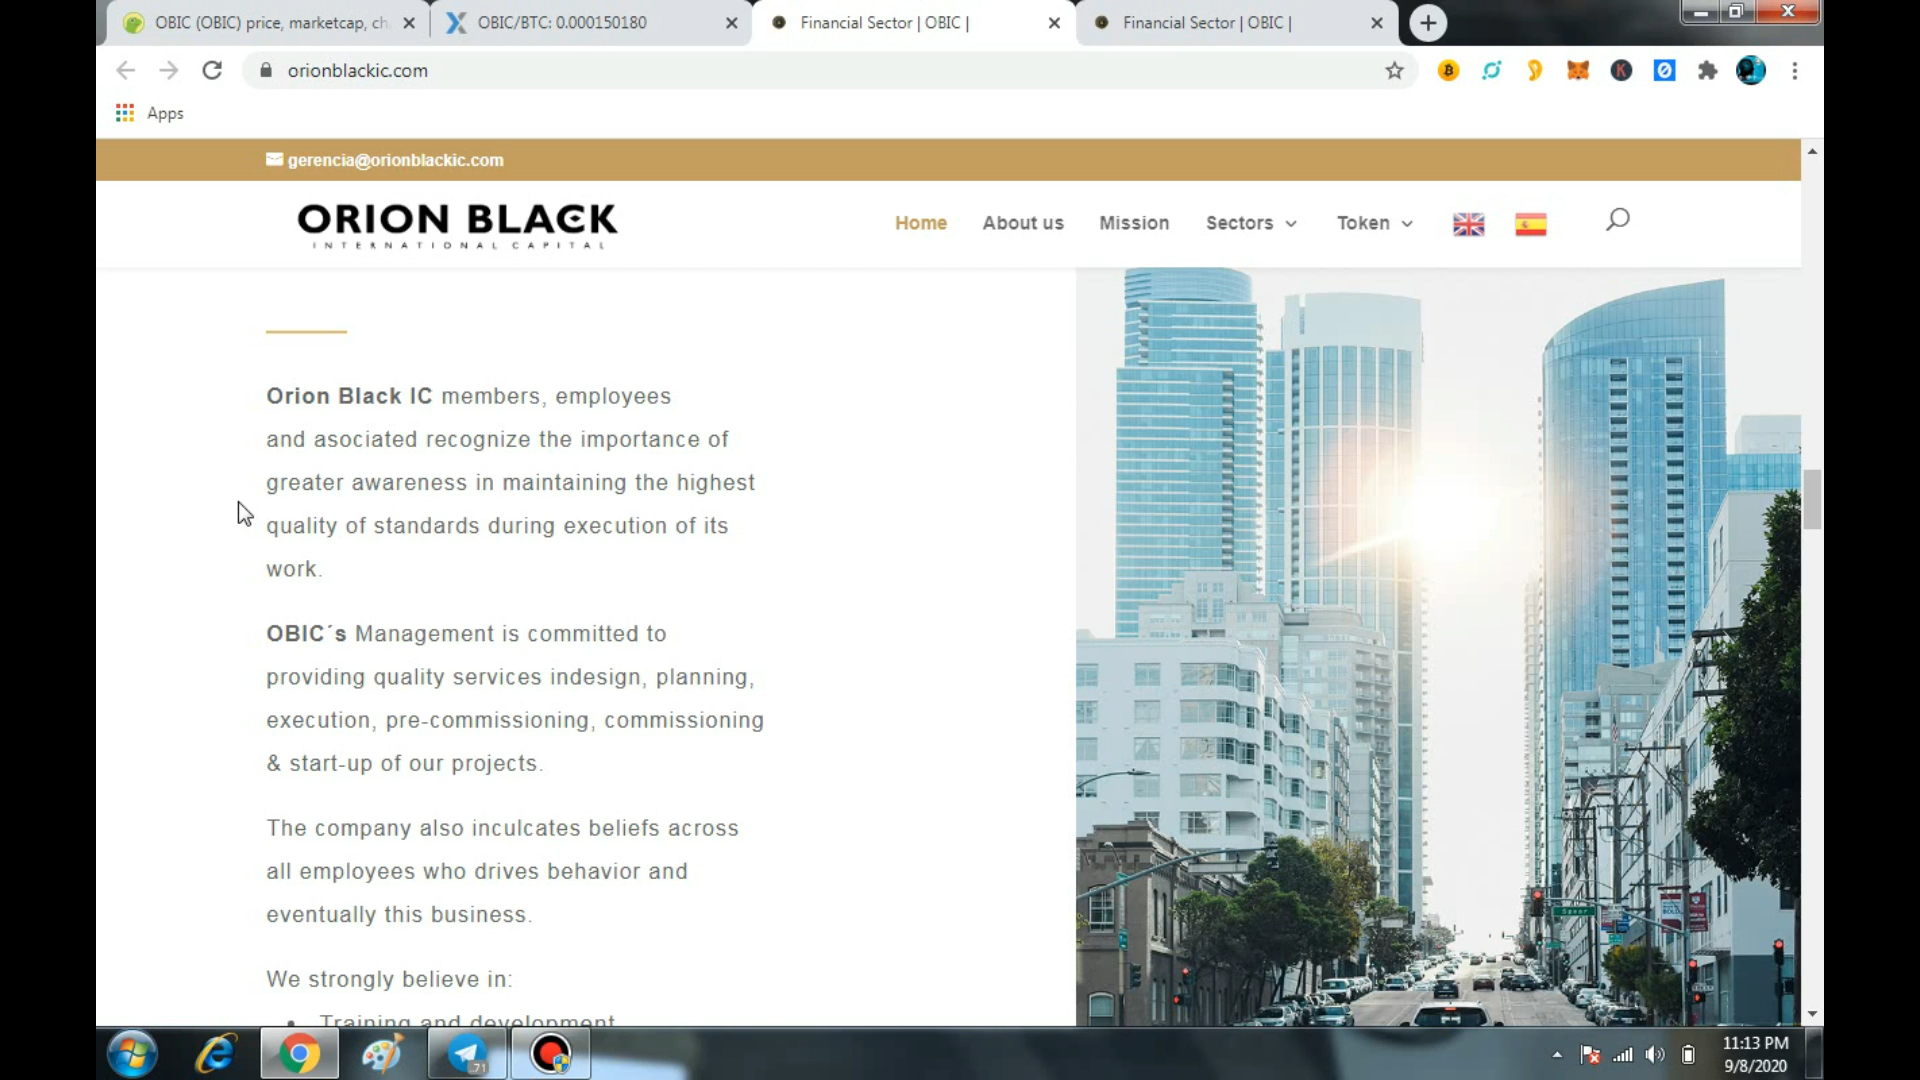 OBIC (OBIC) price, marketcap, ch
OBIC/BTC: 0.000150180
Financial Sector | OBIC |
Financial Sector | OBIC |
orionblackic.com
Apps
gerencia@orionblackic.com
ORION BLACK
INTERNATIONAL CAPITAL
Home
About us
Mission
Sectors
Token
Orion Black IC members, employees
and asociated recognize the importance of
greater awareness in maintaining the highest
quality of standards during execution of its
work.
OBIC´s Management is committed to
providing quality services indesign, planning,
execution, pre-commissioning, commissioning
& start-up of our projects.
The company also inculcates beliefs across
all employees who drives behavior and
eventually this business.
We strongly believe in:
• Training and development
Spear
71
11:13 PM
9/8/2020